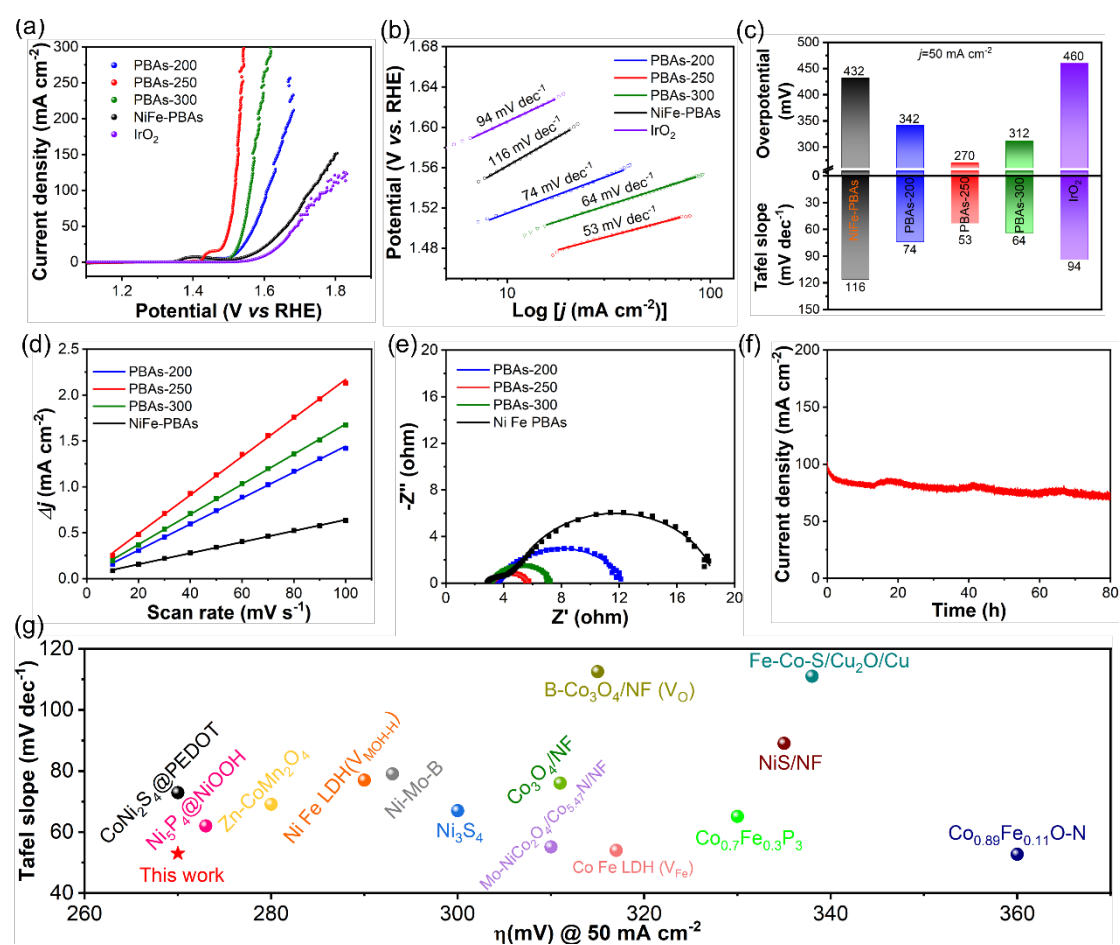 (a)
Current density (mA cm⁻²)
300
250
200
150
100
50
0
PBAs-200
PBAs-250
PBAs-300
NiFe-PBAs
IrO₂
1.2
1.4
1.6
1.8
Potential (V vs RHE)
(b)
Potential (V vs. RHE)
1.68
1.64
1.60
1.56
1.52
1.48
PBAs-200
PBAs-250
PBAs-300
NiFe-PBAs
IrO₂
94 mV dec⁻¹
116 mV dec⁻¹
74 mV dec⁻¹
64 mV dec⁻¹
53 mV dec⁻¹
10
100
Log [j (mA cm⁻²)]
(c)
j=50 mA cm⁻²
Overpotential
(mV)
500
450
400
350
300
0
30
60
90
120
150
Tafel slope
(mV dec⁻¹)
432
342
270
312
460
NiFe-PBAs
PBAs-200
PBAs-250
PBAs-300
IrO₂
116
74
53
64
94
(d)
Δj (mA cm⁻²)
2.5
2.0
1.5
1.0
0.5
0.0
PBAs-200
PBAs-250
PBAs-300
NiFe-PBAs
0
20
40
60
80
100
Scan rate (mV s⁻¹)
(e)
-Z'' (ohm)
20
16
12
8
4
0
PBAs-200
PBAs-250
PBAs-300
Ni Fe PBAs
0
4
8
12
16
20
Z' (ohm)
(f)
Current density (mA cm⁻²)
200
150
100
50
0
0
20
40
60
80
Time (h)
(g)
Tafel slope (mV dec⁻¹)
120
100
80
60
40
Fe-Co-S/Cu₂O/Cu
B-Co₃O₄/NF (V_O)
NiS/NF
CoNi₂S₄@PEDOT
Ni₅P₄@NiOOH
Zn-CoMn₂O₄
Ni Fe LDH(V_MOH-H)
Ni-Mo-B
Ni₃S₄
Co₃O₄/NF
Mo-NiCo₂O₄/Co₅.₄₇N/NF
Co Fe LDH (V_Fe)
Co₀.₇Fe₀.₃P₃
Co₀.₈₉Fe₀.₁₁O-N
This work
260
280
300
320
340
360
η(mV) @ 50 mA cm⁻²